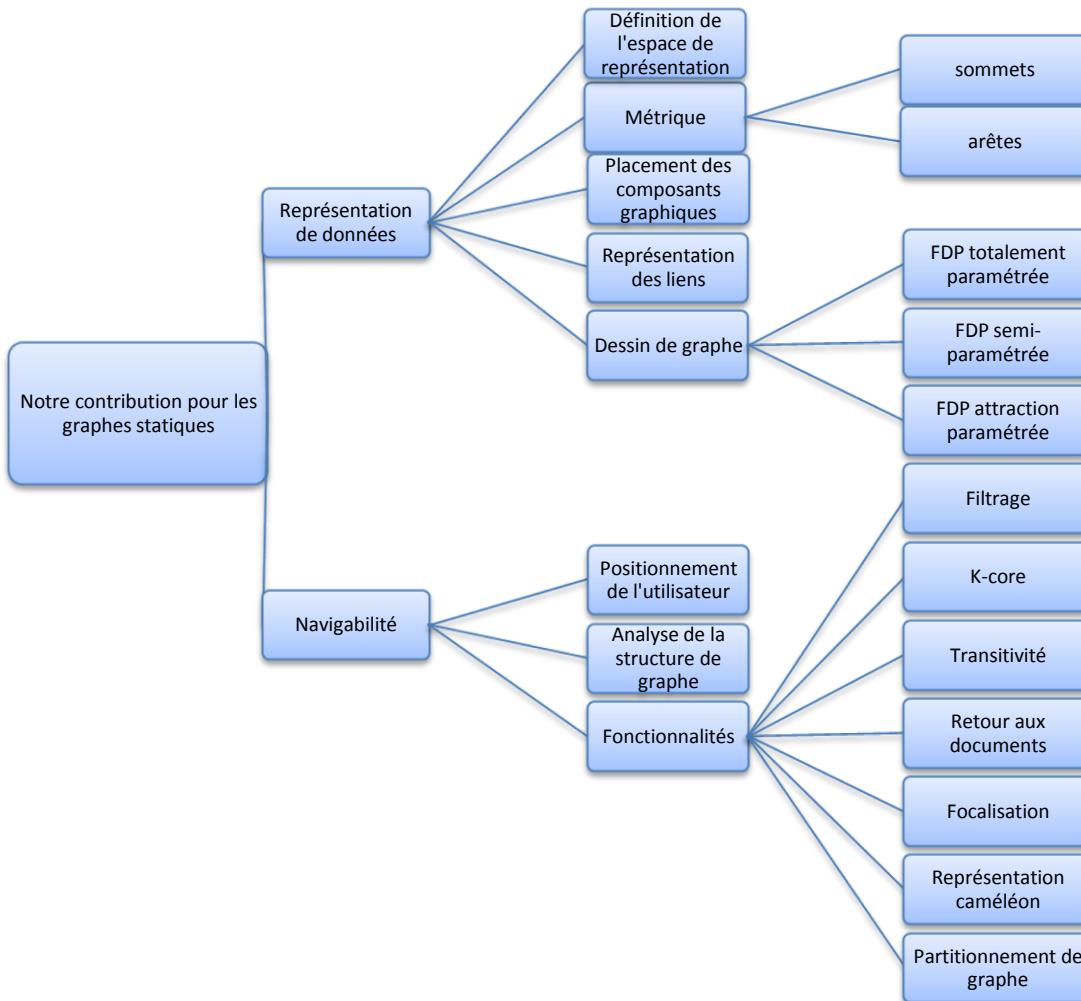 Notre contribution pour les
graphes statiques
Représentation
de données
Définition de
l'espace de
représentation
Métrique
sommets
arêtes
Placement des
composants
graphiques
Représentation
des liens
Dessin de graphe
FDP totalement
paramétrée
FDP semi-
paramétrée
FDP attraction
paramétrée
Navigabilité
Positionnement
de l'utilisateur
Analyse de la
structure de
graphe
Fonctionnalités
Filtrage
K-core
Transitivité
Retour aux
documents
Focalisation
Représentation
caméléon
Partitionnement de
graphe